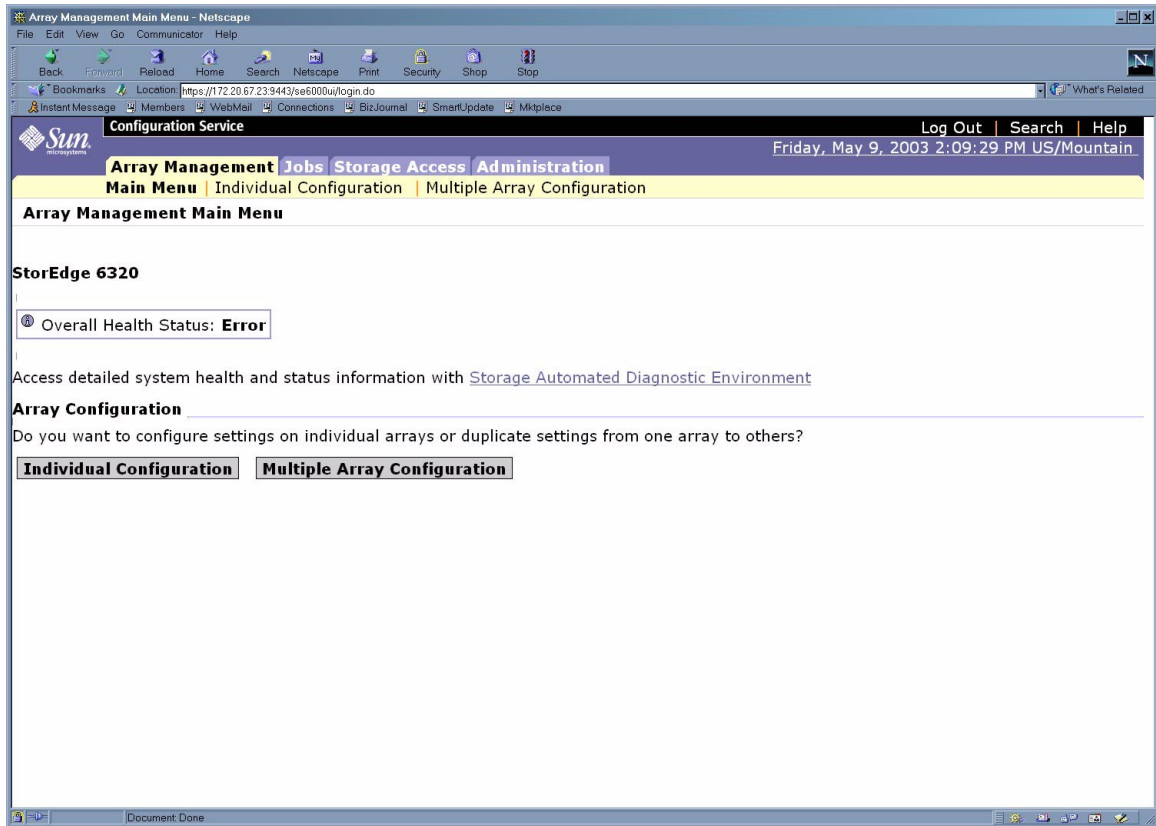 Array Management Main Menu - Netscape
File Edit View Go Communicator Help
Back Forward Reload Home Search Netscape Print Security Shop Stop
Bookmarks Location: https://172.20.67.23:9443/se6000ui/login.do What's Related
Instant Message Members WebMail Connections BizJournal SmartUpdate Mktplace
Sun microsystems
Configuration Service
Log Out | Search | Help
Friday, May 9, 2003 2:09:29 PM US/Mountain
Array Management Jobs Storage Access Administration
Main Menu | Individual Configuration | Multiple Array Configuration
Array Management Main Menu
StorEdge 6320
Overall Health Status: Error
Access detailed system health and status information with Storage Automated Diagnostic Environment
Array Configuration
Do you want to configure settings on individual arrays or duplicate settings from one array to others?
Individual Configuration Multiple Array Configuration
Document: Done